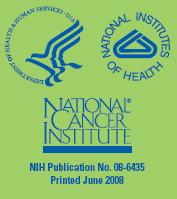 DEPARTMENT OF HEALTH & HUMAN SERVICES · USA
NATIONAL INSTITUTES
OF HEALTH
NATIONAL®
CANCER
INSTITUTE
NIH Publication No. 08-6435
Printed June 2008